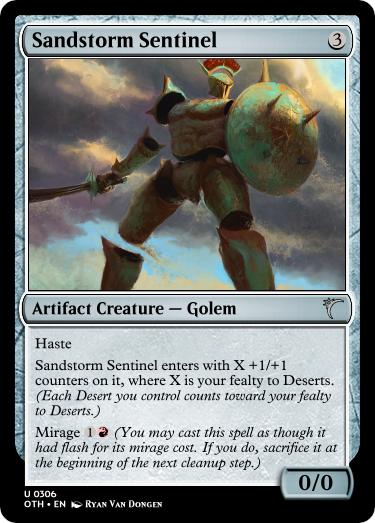 Sandstorm Sentinel 3
Artifact Creature — Golem
Haste
Sandstorm Sentinel enters with X +1/+1
counters on it, where X is your fealty to Deserts.
(Each Desert you control counts toward your fealty
to Deserts.)
Mirage 1 (You may cast this spell as though it
had flash for its mirage cost. If you do, sacrifice it at
the beginning of the next cleanup step.)
0/0
U 0306
OTH • EN Ryan Van Dongen